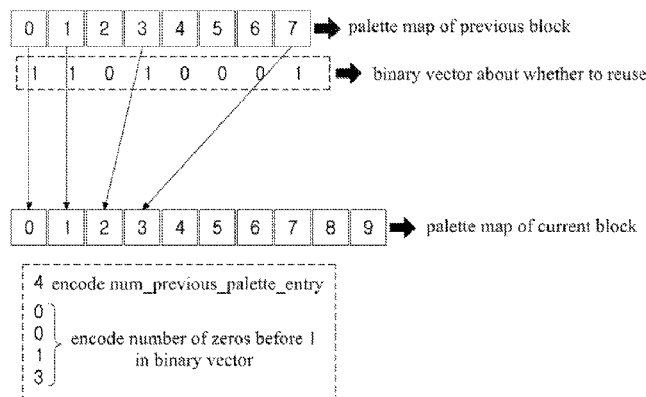 0 1 2 3 4 5 6 7 palette map of previous block
1 1 0 1 0 0 0 1 binary vector about whether to reuse
0 1 2 3 4 5 6 7 8 9 palette map of current block
4 encode num_previous_palette_entry
0
0
1
3
encode number of zeros before 1
in binary vector